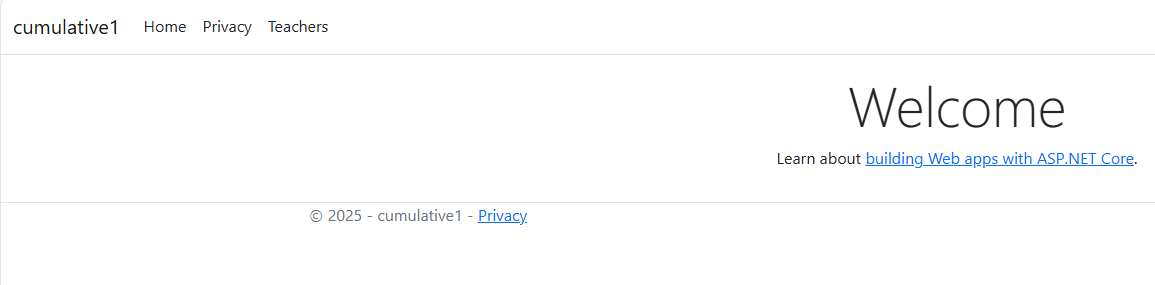 cumulative1 Home Privacy Teachers
Welcome
Learn about building Web apps with ASP.NET Core.
© 2025 - cumulative1 - Privacy